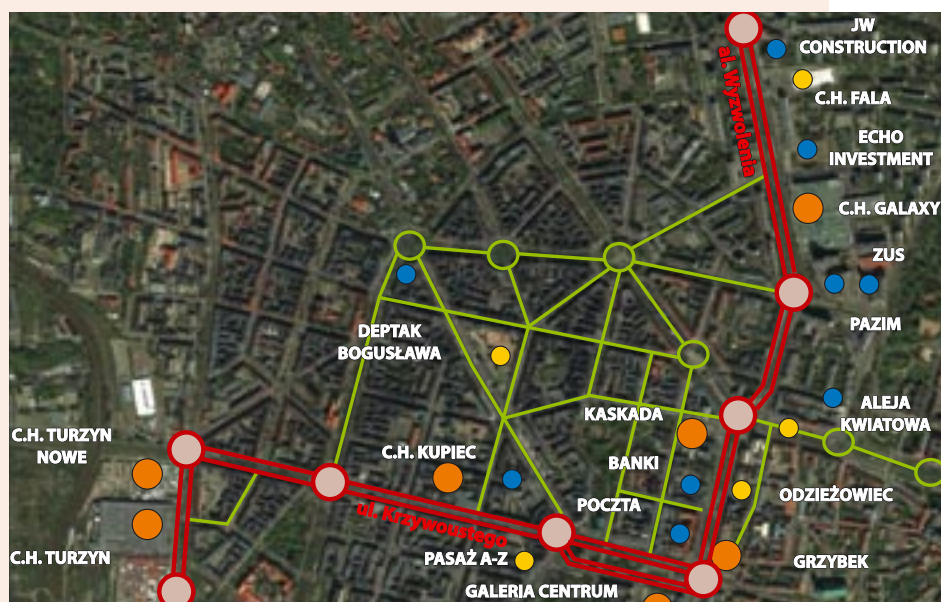 JW
CONSTRUCTION
al. Wyzwolenia
C.H. FALA
ECHO
INVESTMENT
C.H. GALAXY
ZUS
PAZIM
DEPTAK
BOGUSŁAWA
KASKADA
ALEJA
KWIATOWA
C.H. TURZYN
NOWE
C.H. KUPIEC
BANKI
ODZIEŻOWIEC
POCZTA
ul. Krzywoustego
C.H. TURZYN
PASAŻ A-Z
GRZYBEK
GALERIA CENTRUM